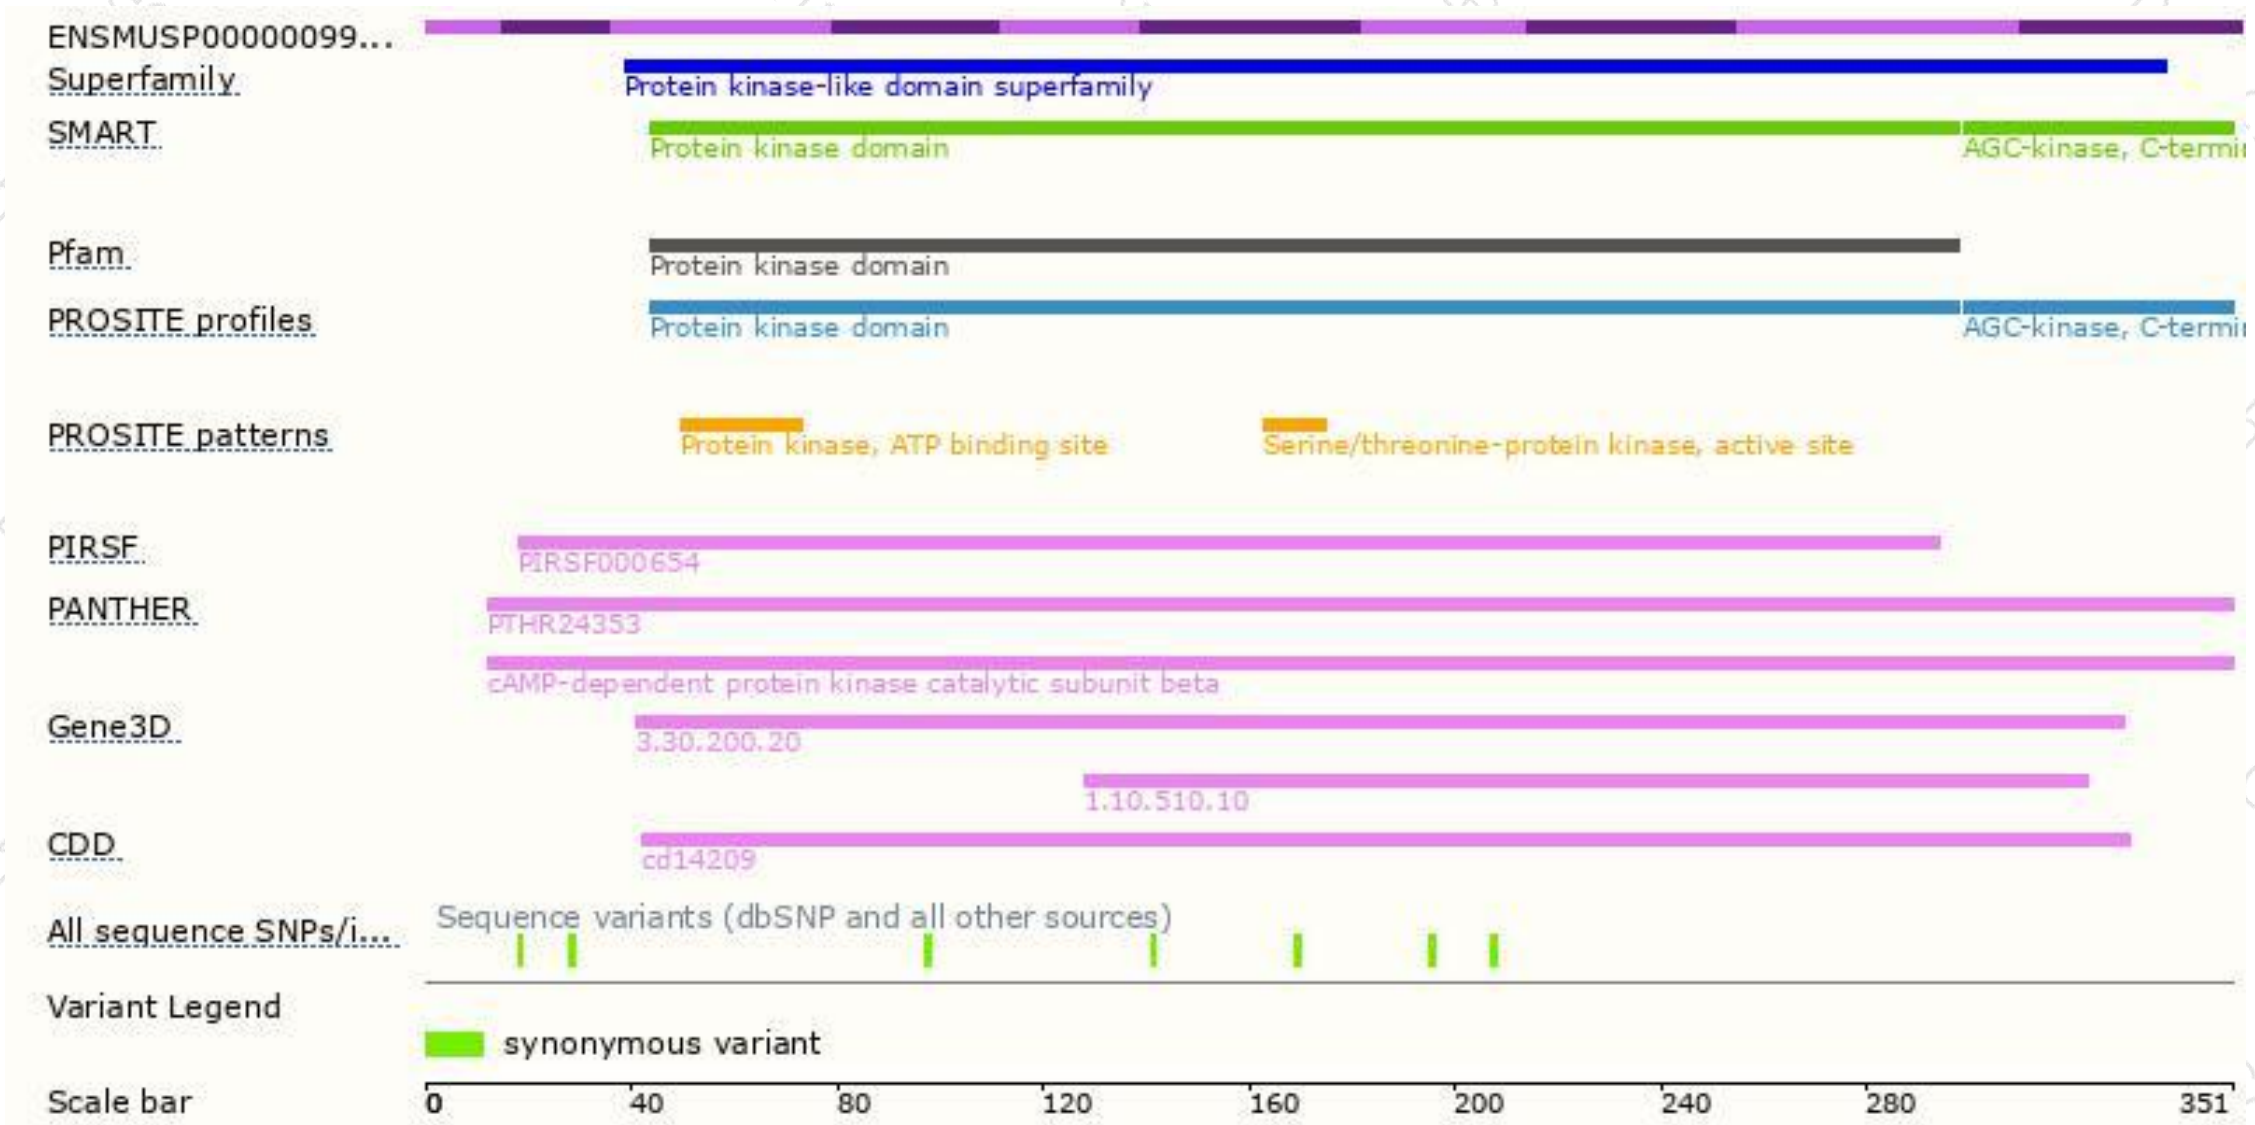 ENSMUSP00000099...
Superfamily
Protein kinase-like domain superfamily
SMART
Protein kinase domain AGC-kinase, C-termi
Pfam
Protein kinase domain
PROSITE profiles
Protein kinase domain AGC-kinase, C-termi
PROSITE patterns
Protein kinase, ATP binding site Serine/threonine-protein kinase, active site
PIRSF
PIRSF000654
PANTHER
PTHR24353
cAMP-dependent protein kinase catalytic subunit beta
Gene3D
3.30.200.20
1.10.510.10
CDD
cd14209
Sequence variants (dbSNP and all other sources)
All sequence SNPs/i...
Variant Legend
synonymous variant
Scale bar 0 40 80 120 160 200 240 280 351